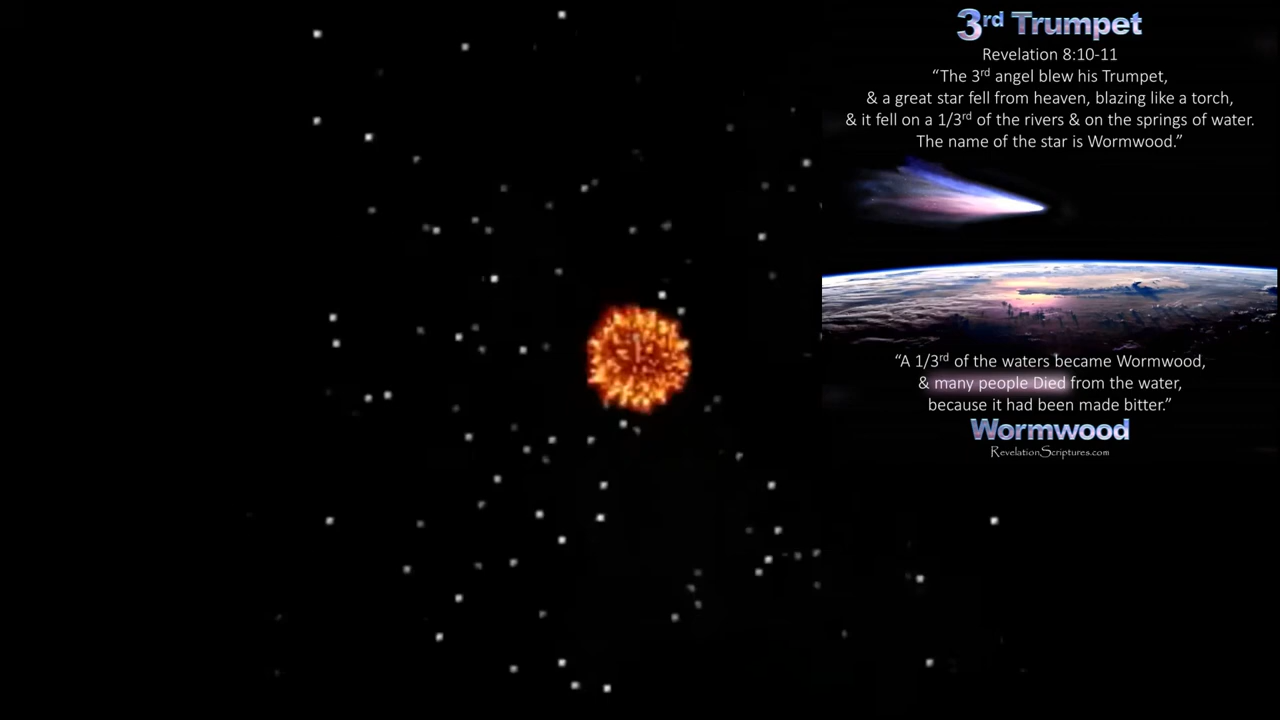 3rd Trumpet
Revelation 8:10-11
“The 3rd angel blew his Trumpet,
& a great star fell from heaven, blazing like a torch,
& it fell on a 1/3rd of the rivers & on the springs of water.
The name of the star is Wormwood.”
“A 1/3rd of the waters became Wormwood,
& many people Died from the water,
because it had been made bitter.”
Wormwood
RevelationScriptures.com